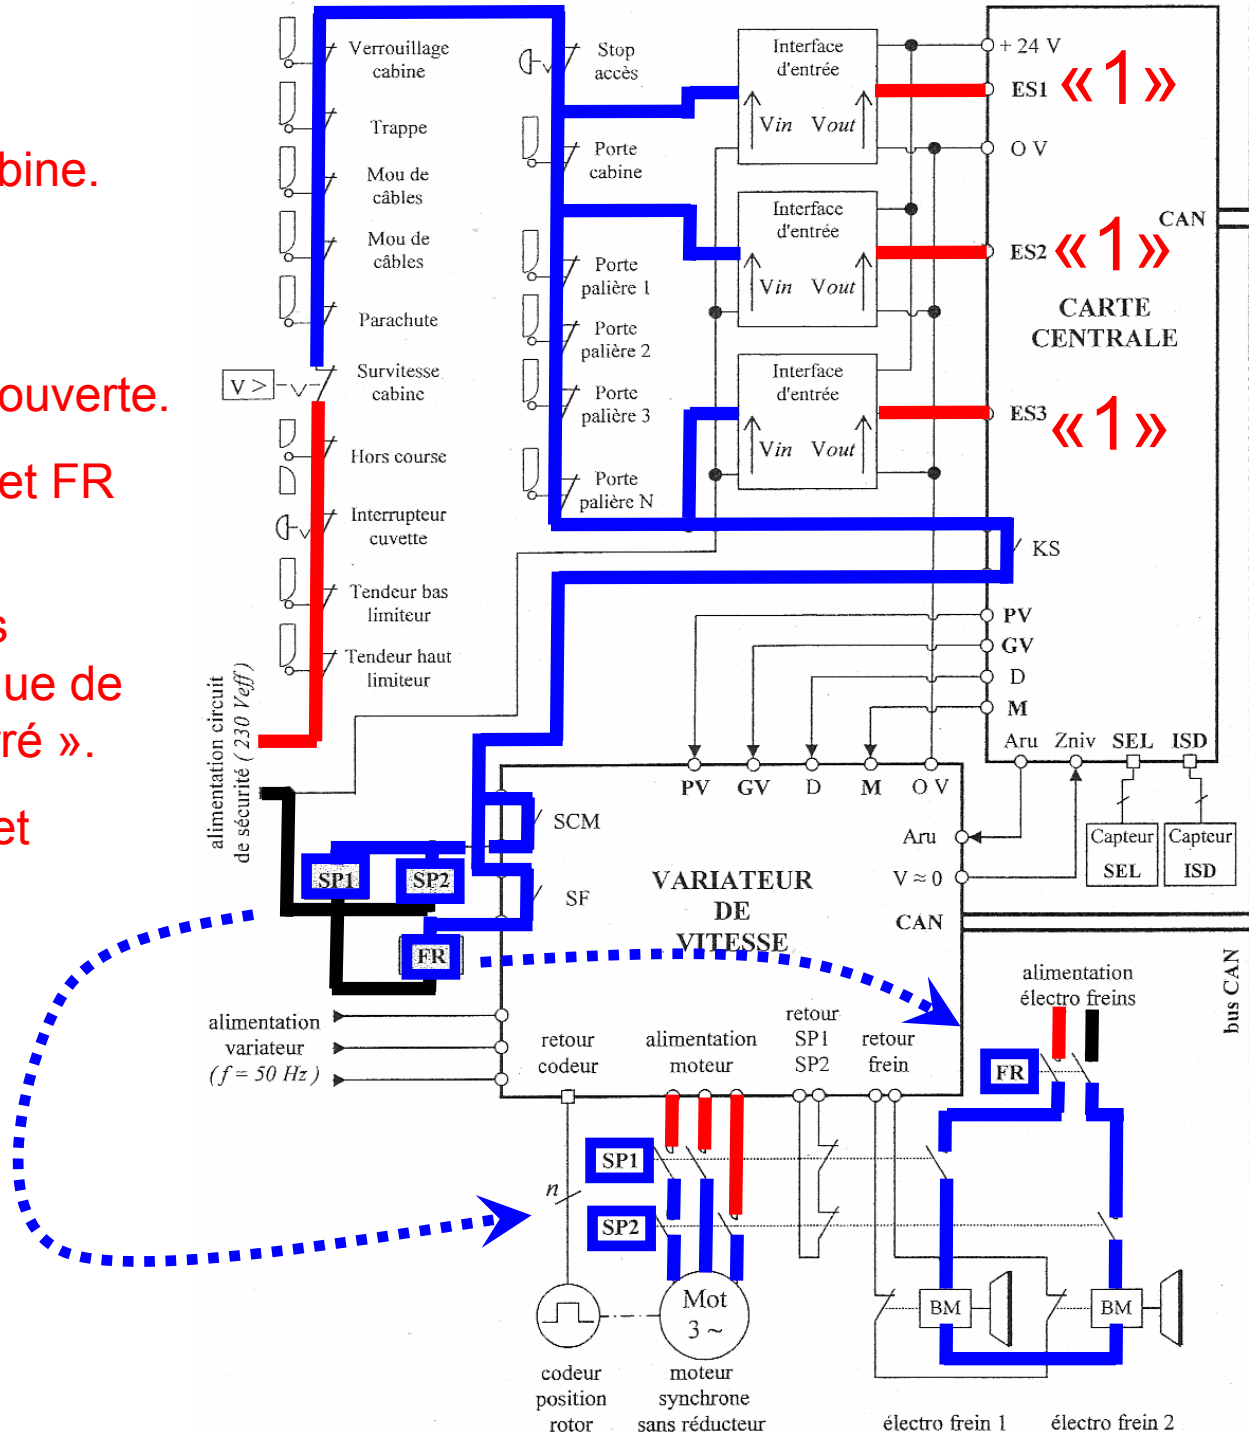 bine.
ouverte.
et FR
s
ue de
ré ».
et
Verrouillage
cabine
Trappe
Mou de
câbles
Mou de
câbles
Parachute
V >
Survitesse
cabine
Hors course
Interrupteur
cuvette
Tendeur bas
limiteur
Tendeur haut
limiteur
alimentation circuit
de sécurité ( 230 Veff )
Stop
accès
Porte
cabine
Porte
palière 1
Porte
palière 2
Porte
palière 3
Porte
palière N
Interface
d'entrée
Vin Vout
Interface
d'entrée
Vin Vout
Interface
d'entrée
Vin Vout
+ 24 V
ES1 «1»
O V
CAN
ES2 «1»
CARTE
CENTRALE
ES3 «1»
KS
PV
GV
D
M
Aru Zniv SEL ISD
Capteur
SEL
Capteur
ISD
PV GV D M O V
SCM
SF
Aru
V ≈ 0
CAN
VARIATEUR
DE
VITESSE
SP1
SP2
FR
alimentation
variateur
( f = 50 Hz )
retour
codeur
alimentation
moteur
retour
SP1
SP2
retour
frein
alimentation
électro freins
bus CAN
FR
SP1
SP2
n
Mot
3 ~
BM
BM
codeur
position
rotor
moteur
synchrone
sans réducteur
électro frein 1
électro frein 2